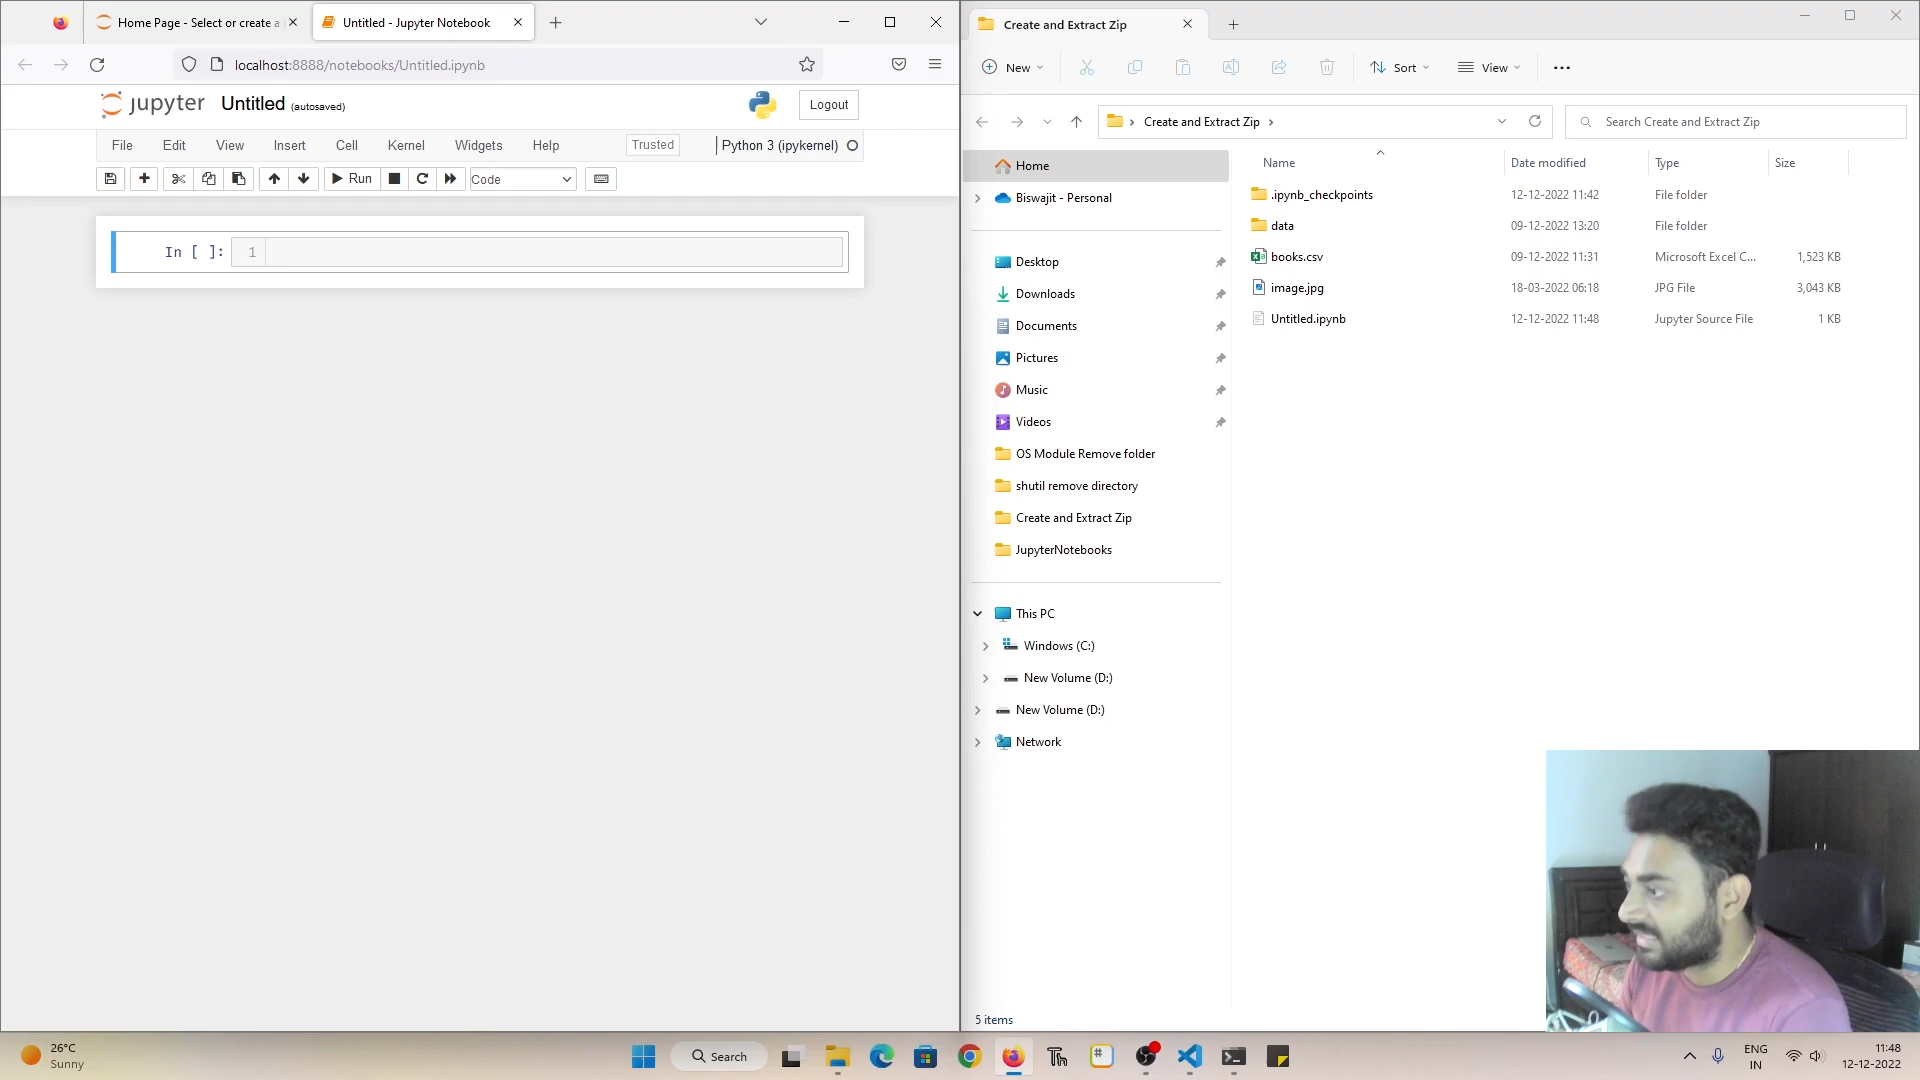 Home Page - Select or create a
Untitled - Jupyter Notebook
localhost:8888/notebooks/Untitled.ipynb
jupyter Untitled (autosaved)
Logout
File Edit View Insert Cell Kernel Widgets Help
Trusted
Python 3 (ipykernel)
Run
Code
In [ ]: 1
Create and Extract Zip
New
Sort
View
Create and Extract Zip
Search Create and Extract Zip
Home
Biswajit - Personal
Desktop
Downloads
Documents
Pictures
Music
Videos
OS Module Remove folder
shutil remove directory
Create and Extract Zip
JupyterNotebooks
This PC
Windows (C:)
New Volume (D:)
New Volume (D:)
Network
Name Date modified Type Size
.ipynb_checkpoints 12-12-2022 11:42 File folder
data 09-12-2022 13:20 File folder
books.csv 09-12-2022 11:31 Microsoft Excel C... 1,523 KB
image.jpg 18-03-2022 06:18 JPG File 3,043 KB
Untitled.ipynb 12-12-2022 11:48 Jupyter Source File 1 KB
5 items
26°C
Sunny
Search
Th
#
ENG
IN
11:48
12-12-2022